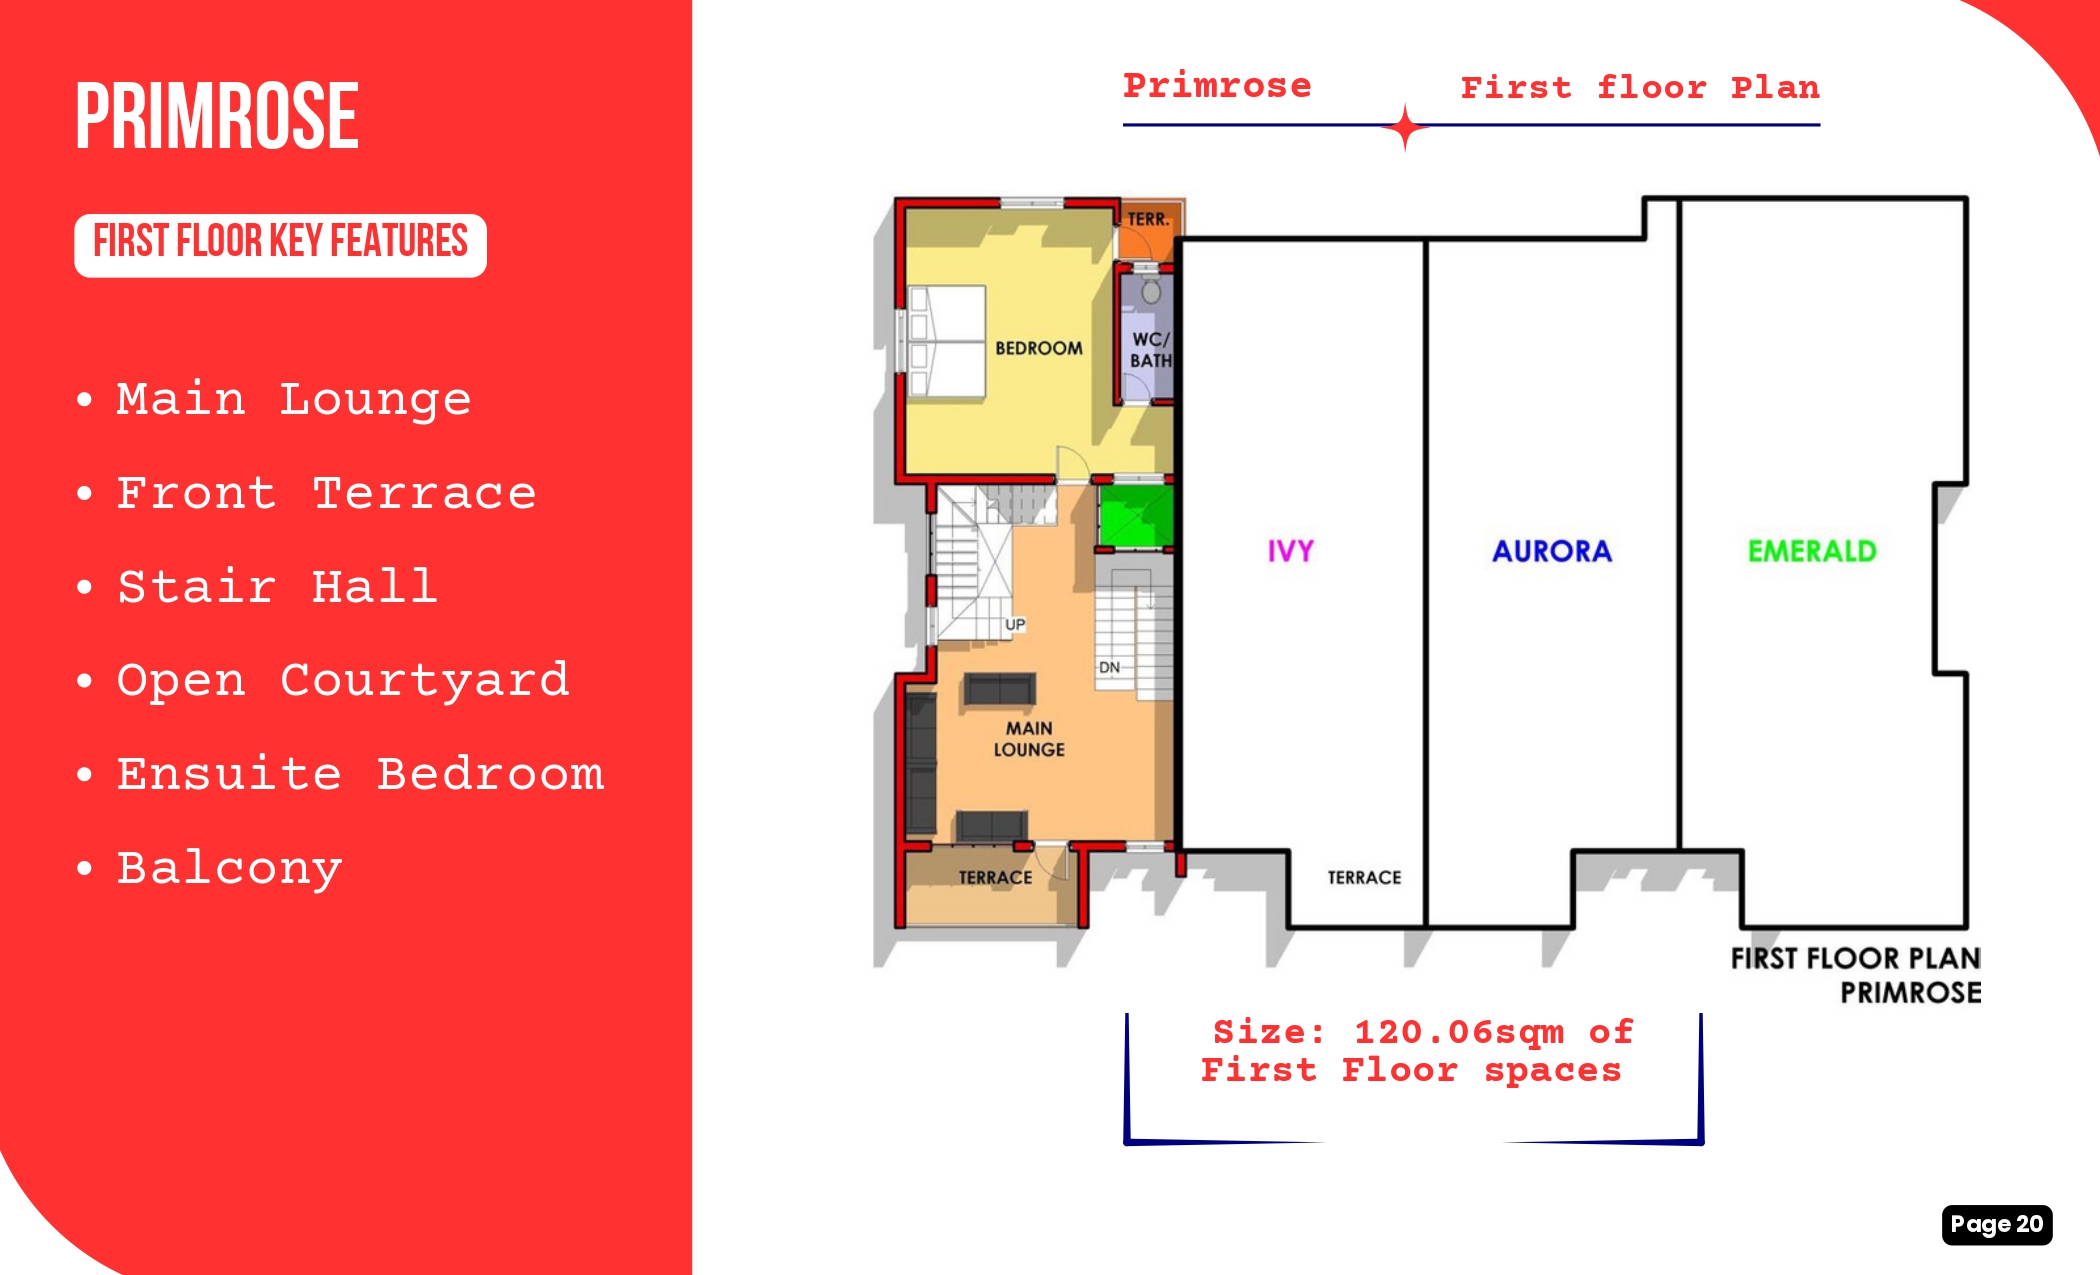 PRIMROSE
FIRST FLOOR KEY FEATURES
• Main Lounge
• Front Terrace
• Stair Hall
• Open Courtyard
• Ensuite Bedroom
• Balcony
Primrose
First floor Plan
TERR.
WC/
BATH
BEDROOM
UP
DN
MAIN
LOUNGE
TERRACE
IVY
AURORA
EMERALD
TERRACE
FIRST FLOOR PLAN
PRIMROSE
Size: 120.06sqm of
First Floor spaces
Page 20